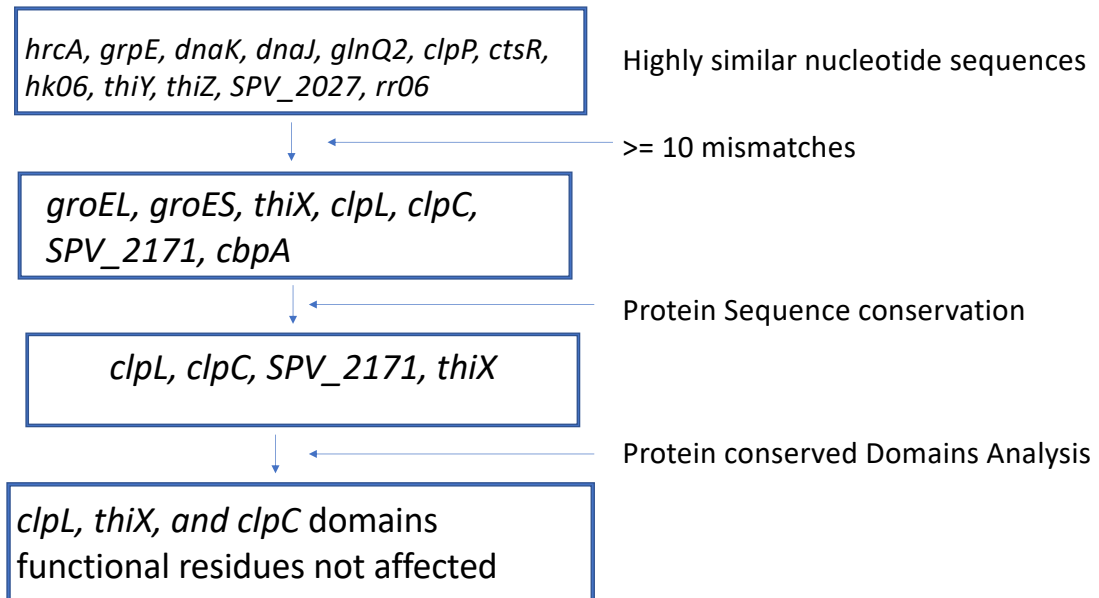 hrcA, grpE, dnaK, dnaJ, glnQ2, clpP, ctsR,
hk06, thiY, thiZ, SPV_2027, rr06
Highly similar nucleotide sequences
>= 10 mismatches
groEL, groES, thiX, clpL, clpC,
SPV_2171, cbpA
Protein Sequence conservation
clpL, clpC, SPV_2171, thiX
Protein conserved Domains Analysis
clpL, thiX, and clpC domains
functional residues not affected